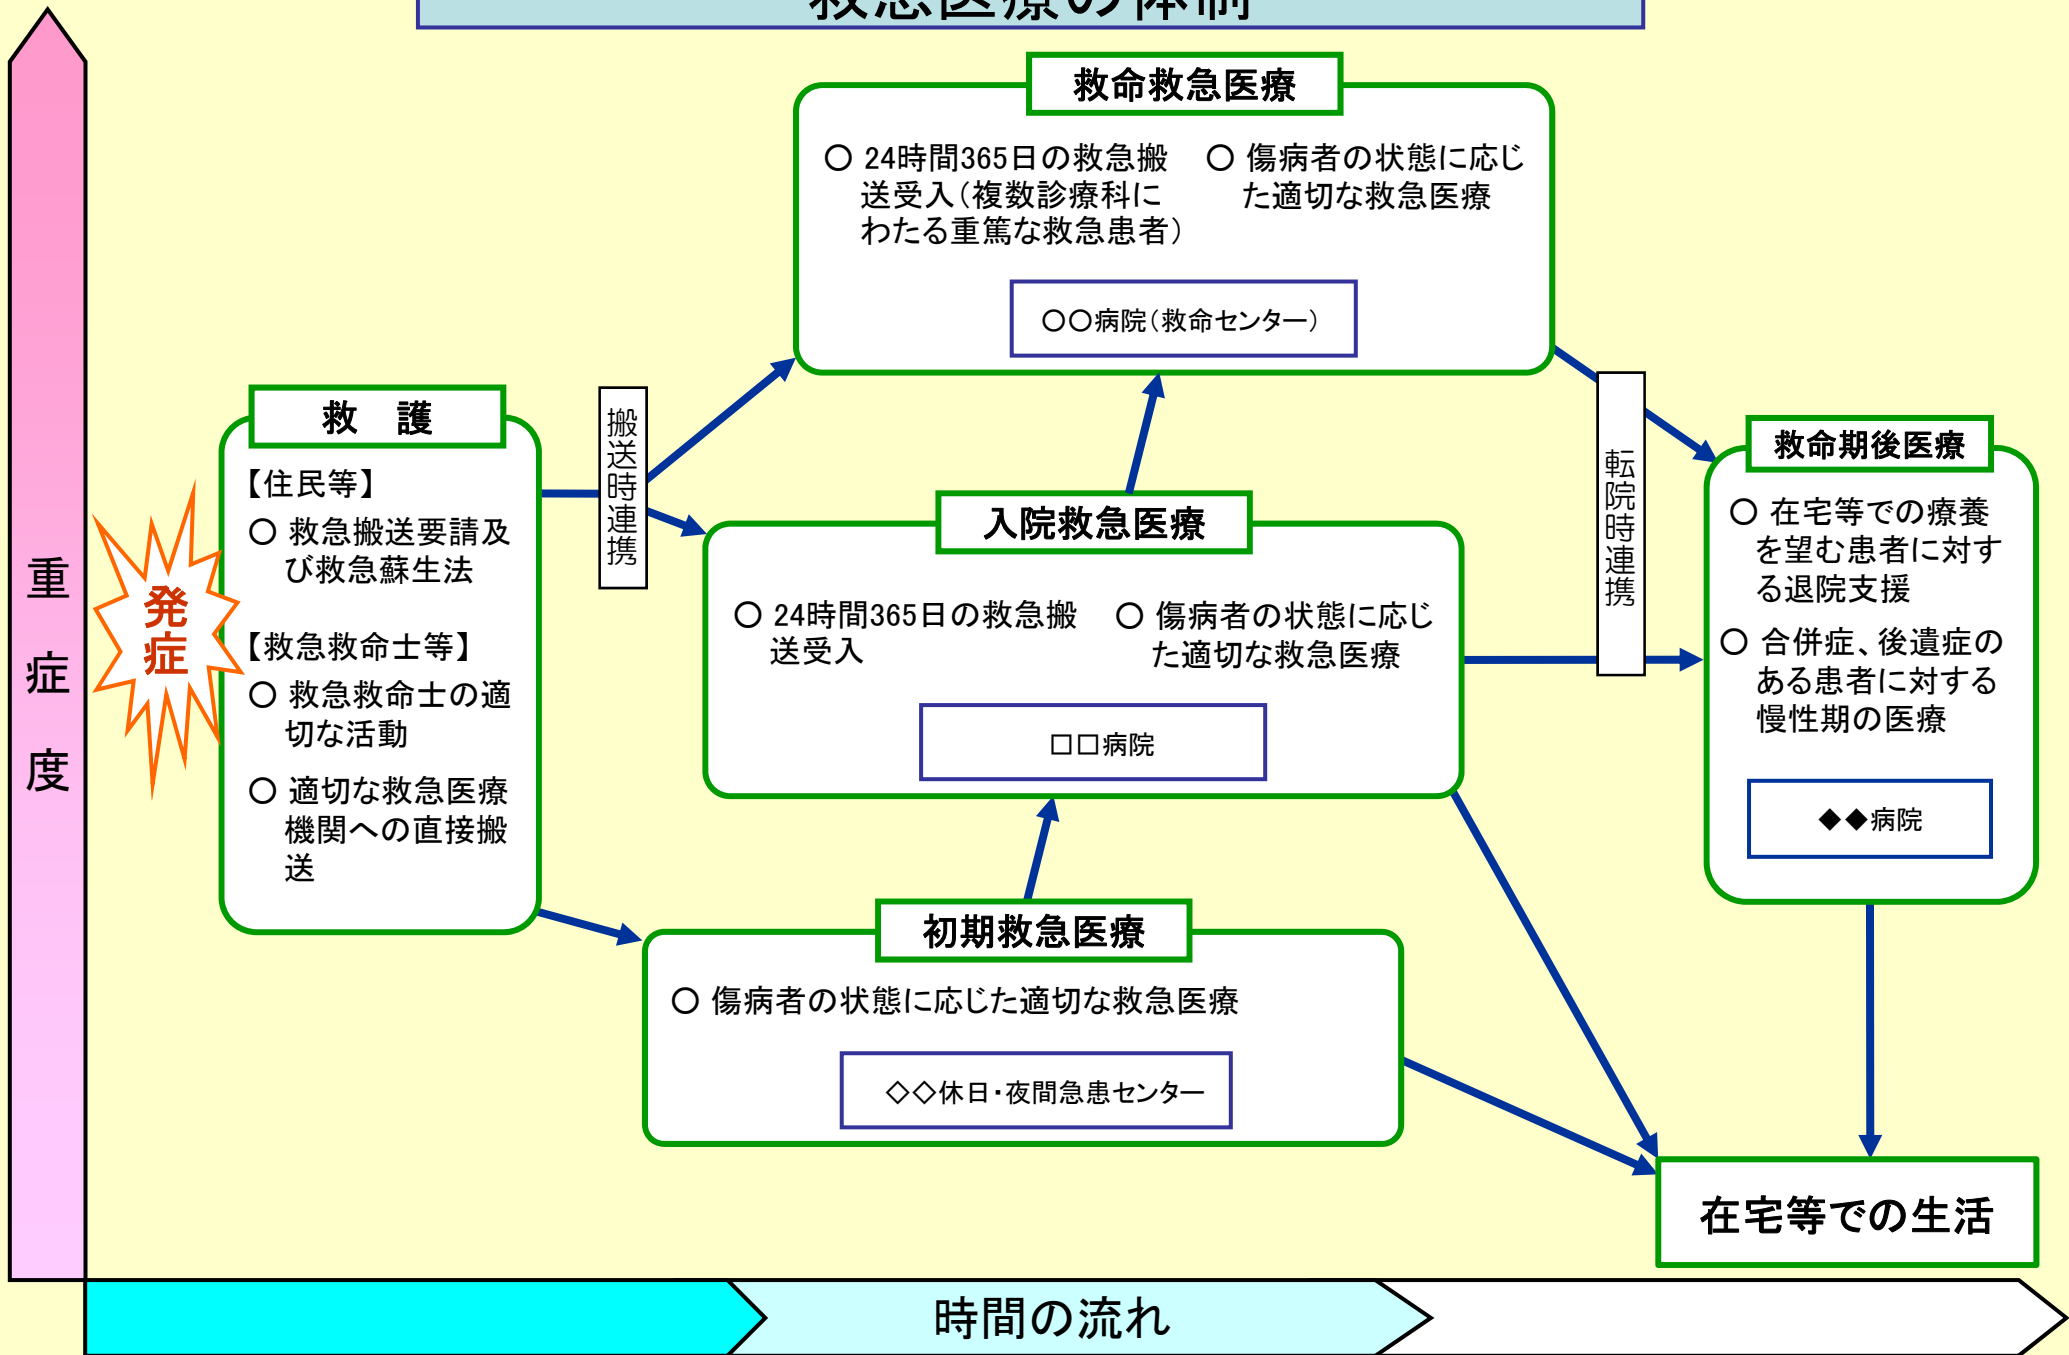 救急医療の体制
救命救急医療
○ 24時間365日の救急搬
送受入（複数診療科に
わたる重篤な救急患者）
○ 傷病者の状態に応じ
た適切な救急医療
○○病院（救命センター）
救　護
【住民等】
○ 救急搬送要請及
び救急蘇生法
【救急救命士等】
○ 救急救命士の適
切な活動
○ 適切な救急医療
機関への直接搬
送
発
症
重
症
度
搬送時連携
入院救急医療
○ 24時間365日の救急搬
送受入
○ 傷病者の状態に応じ
た適切な救急医療
□□病院
転院時連携
救命期後医療
○ 在宅等での療養
を望む患者に対す
る退院支援
○ 合併症、後遺症の
ある患者に対する
慢性期の医療
◆◆病院
初期救急医療
○ 傷病者の状態に応じた適切な救急医療
◇◇休日・夜間急患センター
在宅等での生活
時間の流れ